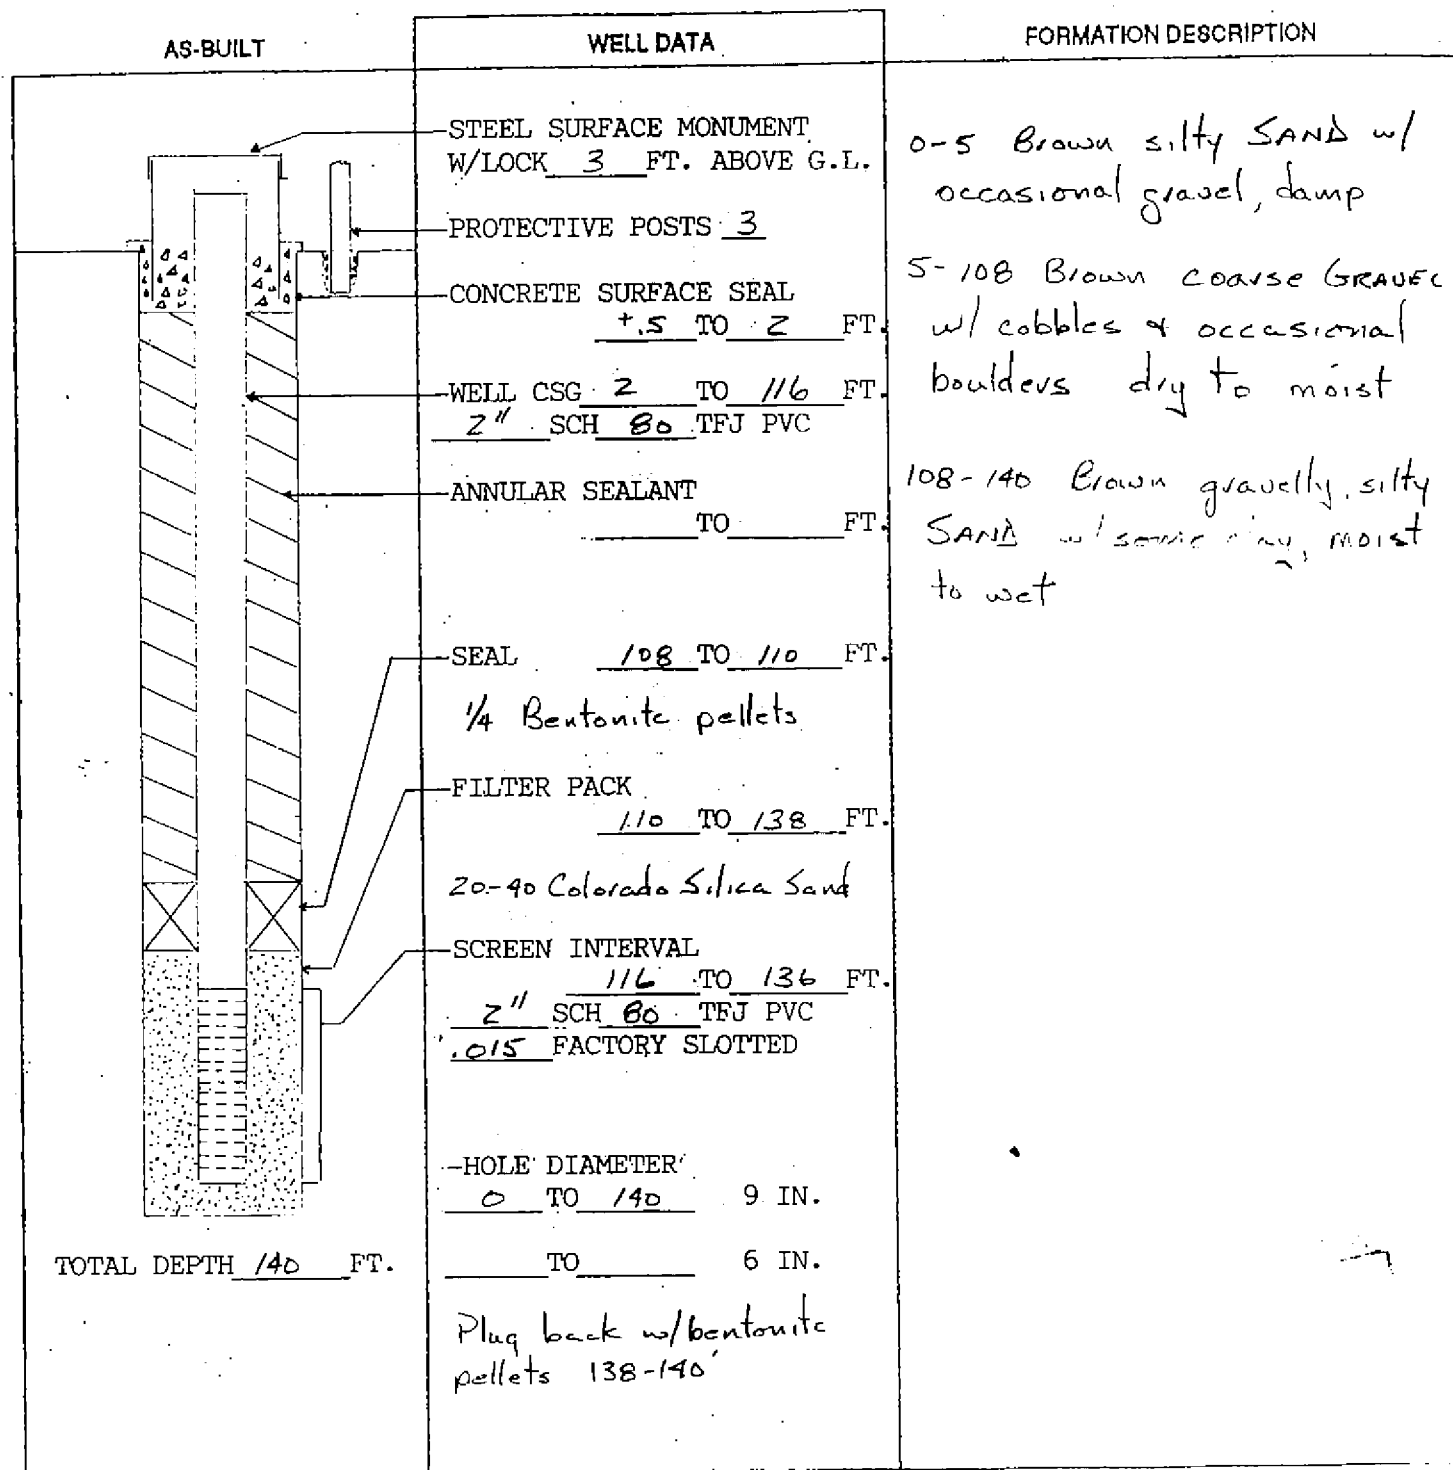 AS-BUILT
WELL DATA
FORMATION DESCRIPTION
STEEL SURFACE MONUMENT
W/LOCK 3 FT. ABOVE G.L.
PROTECTIVE POSTS 3
CONCRETE SURFACE SEAL
+.5 TO 2 FT.
WELL CSG 2 TO 116 FT.
2" SCH 80 TFJ PVC
ANNULAR SEALANT
TO FT.
SEAL 108 TO 110 FT.
1/4 Bentonite pellets
FILTER PACK
110 TO 138 FT.
20-40 Colorado Silica Sand
SCREEN INTERVAL
116 TO 136 FT.
2" SCH 80 TFJ PVC
.015 FACTORY SLOTTED
HOLE DIAMETER
0 TO 140 9 IN.
TO 6 IN.
Plug back w/bentonite
pellets 138-140'
TOTAL DEPTH 140 FT.
0-5 Brown silty SAND w/
occasional gravel, damp
5-108 Brown coarse GRAVEL
w/ cobbles & occasional
boulders dry to moist
108-140 Brown gravelly, silty
SAND w/ some clay, moist
to wet